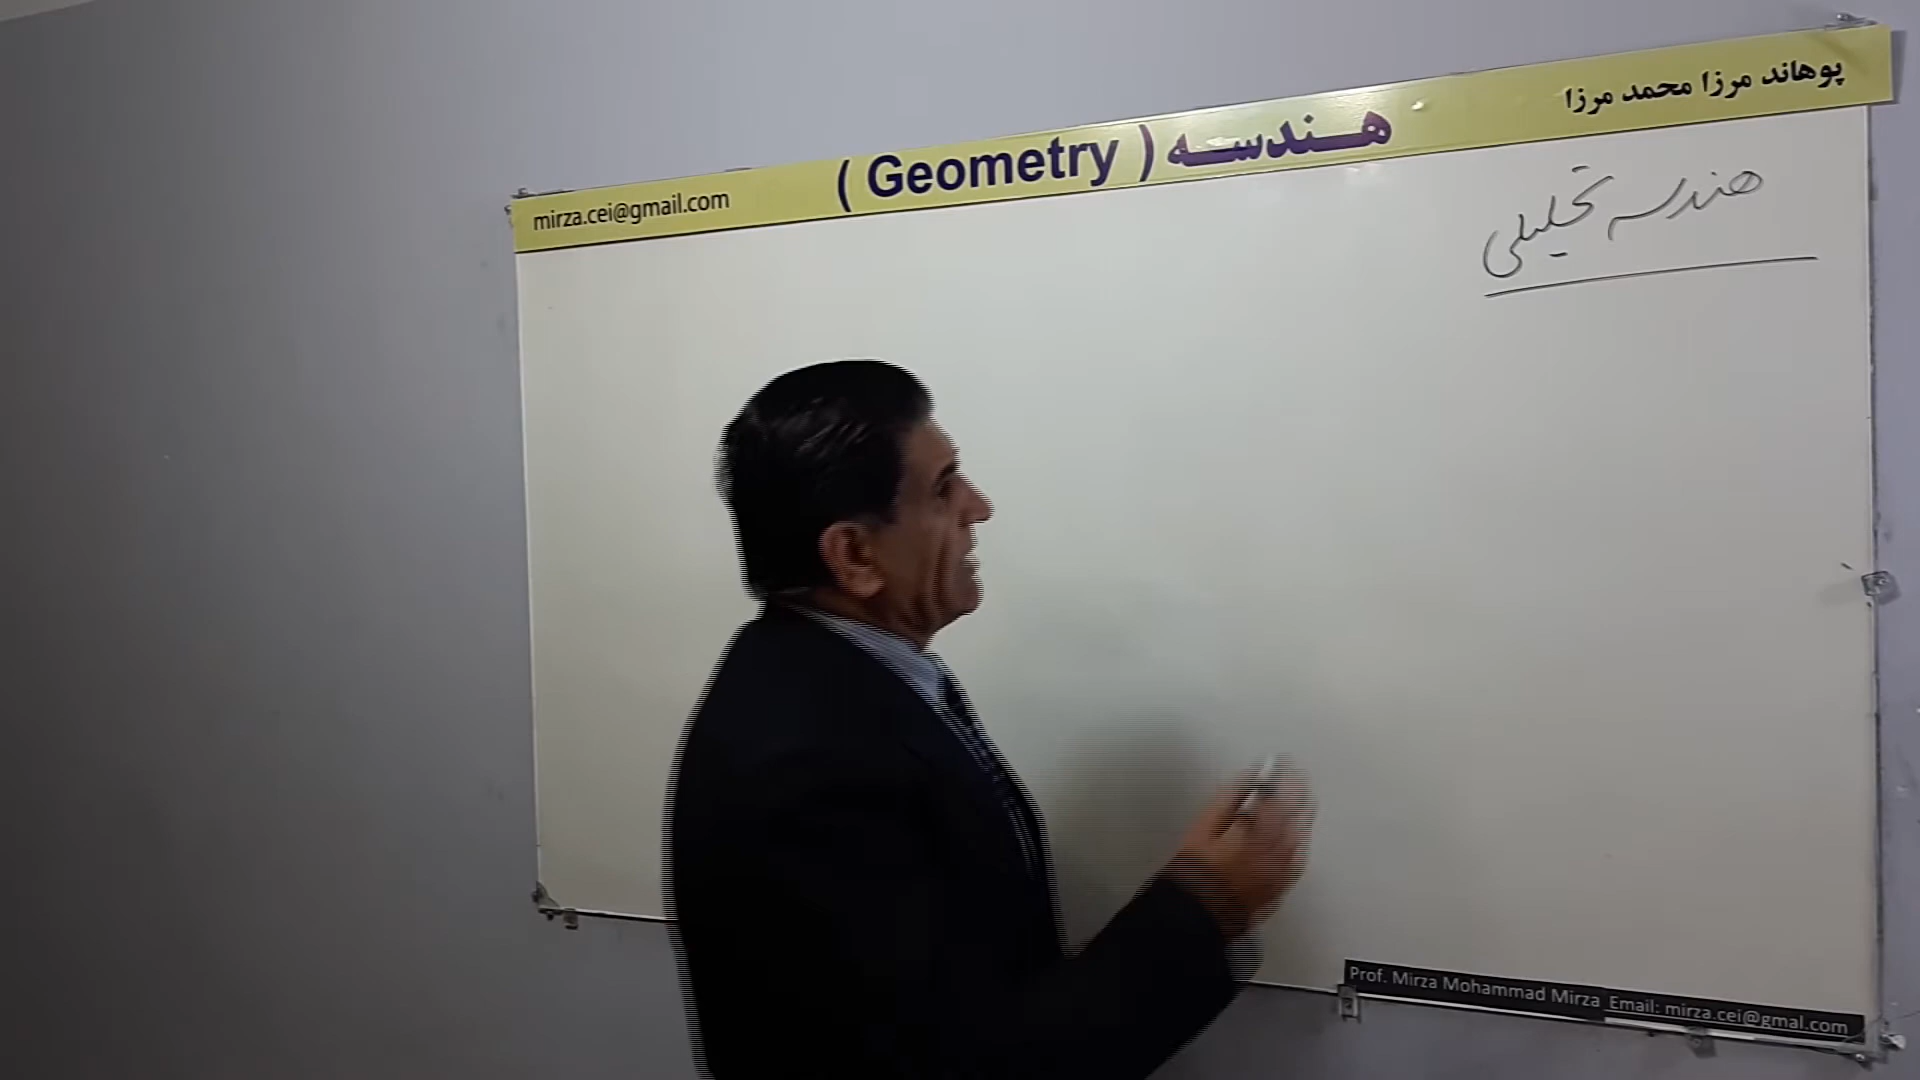 پوهاند مرزا محمد مرزا
هندسه ( Geometry )
mirza.cei@gmail.com
هندسه تحلیلی
Prof. Mirza Mohammad Mirza Email: mirza.cei@gmal.com